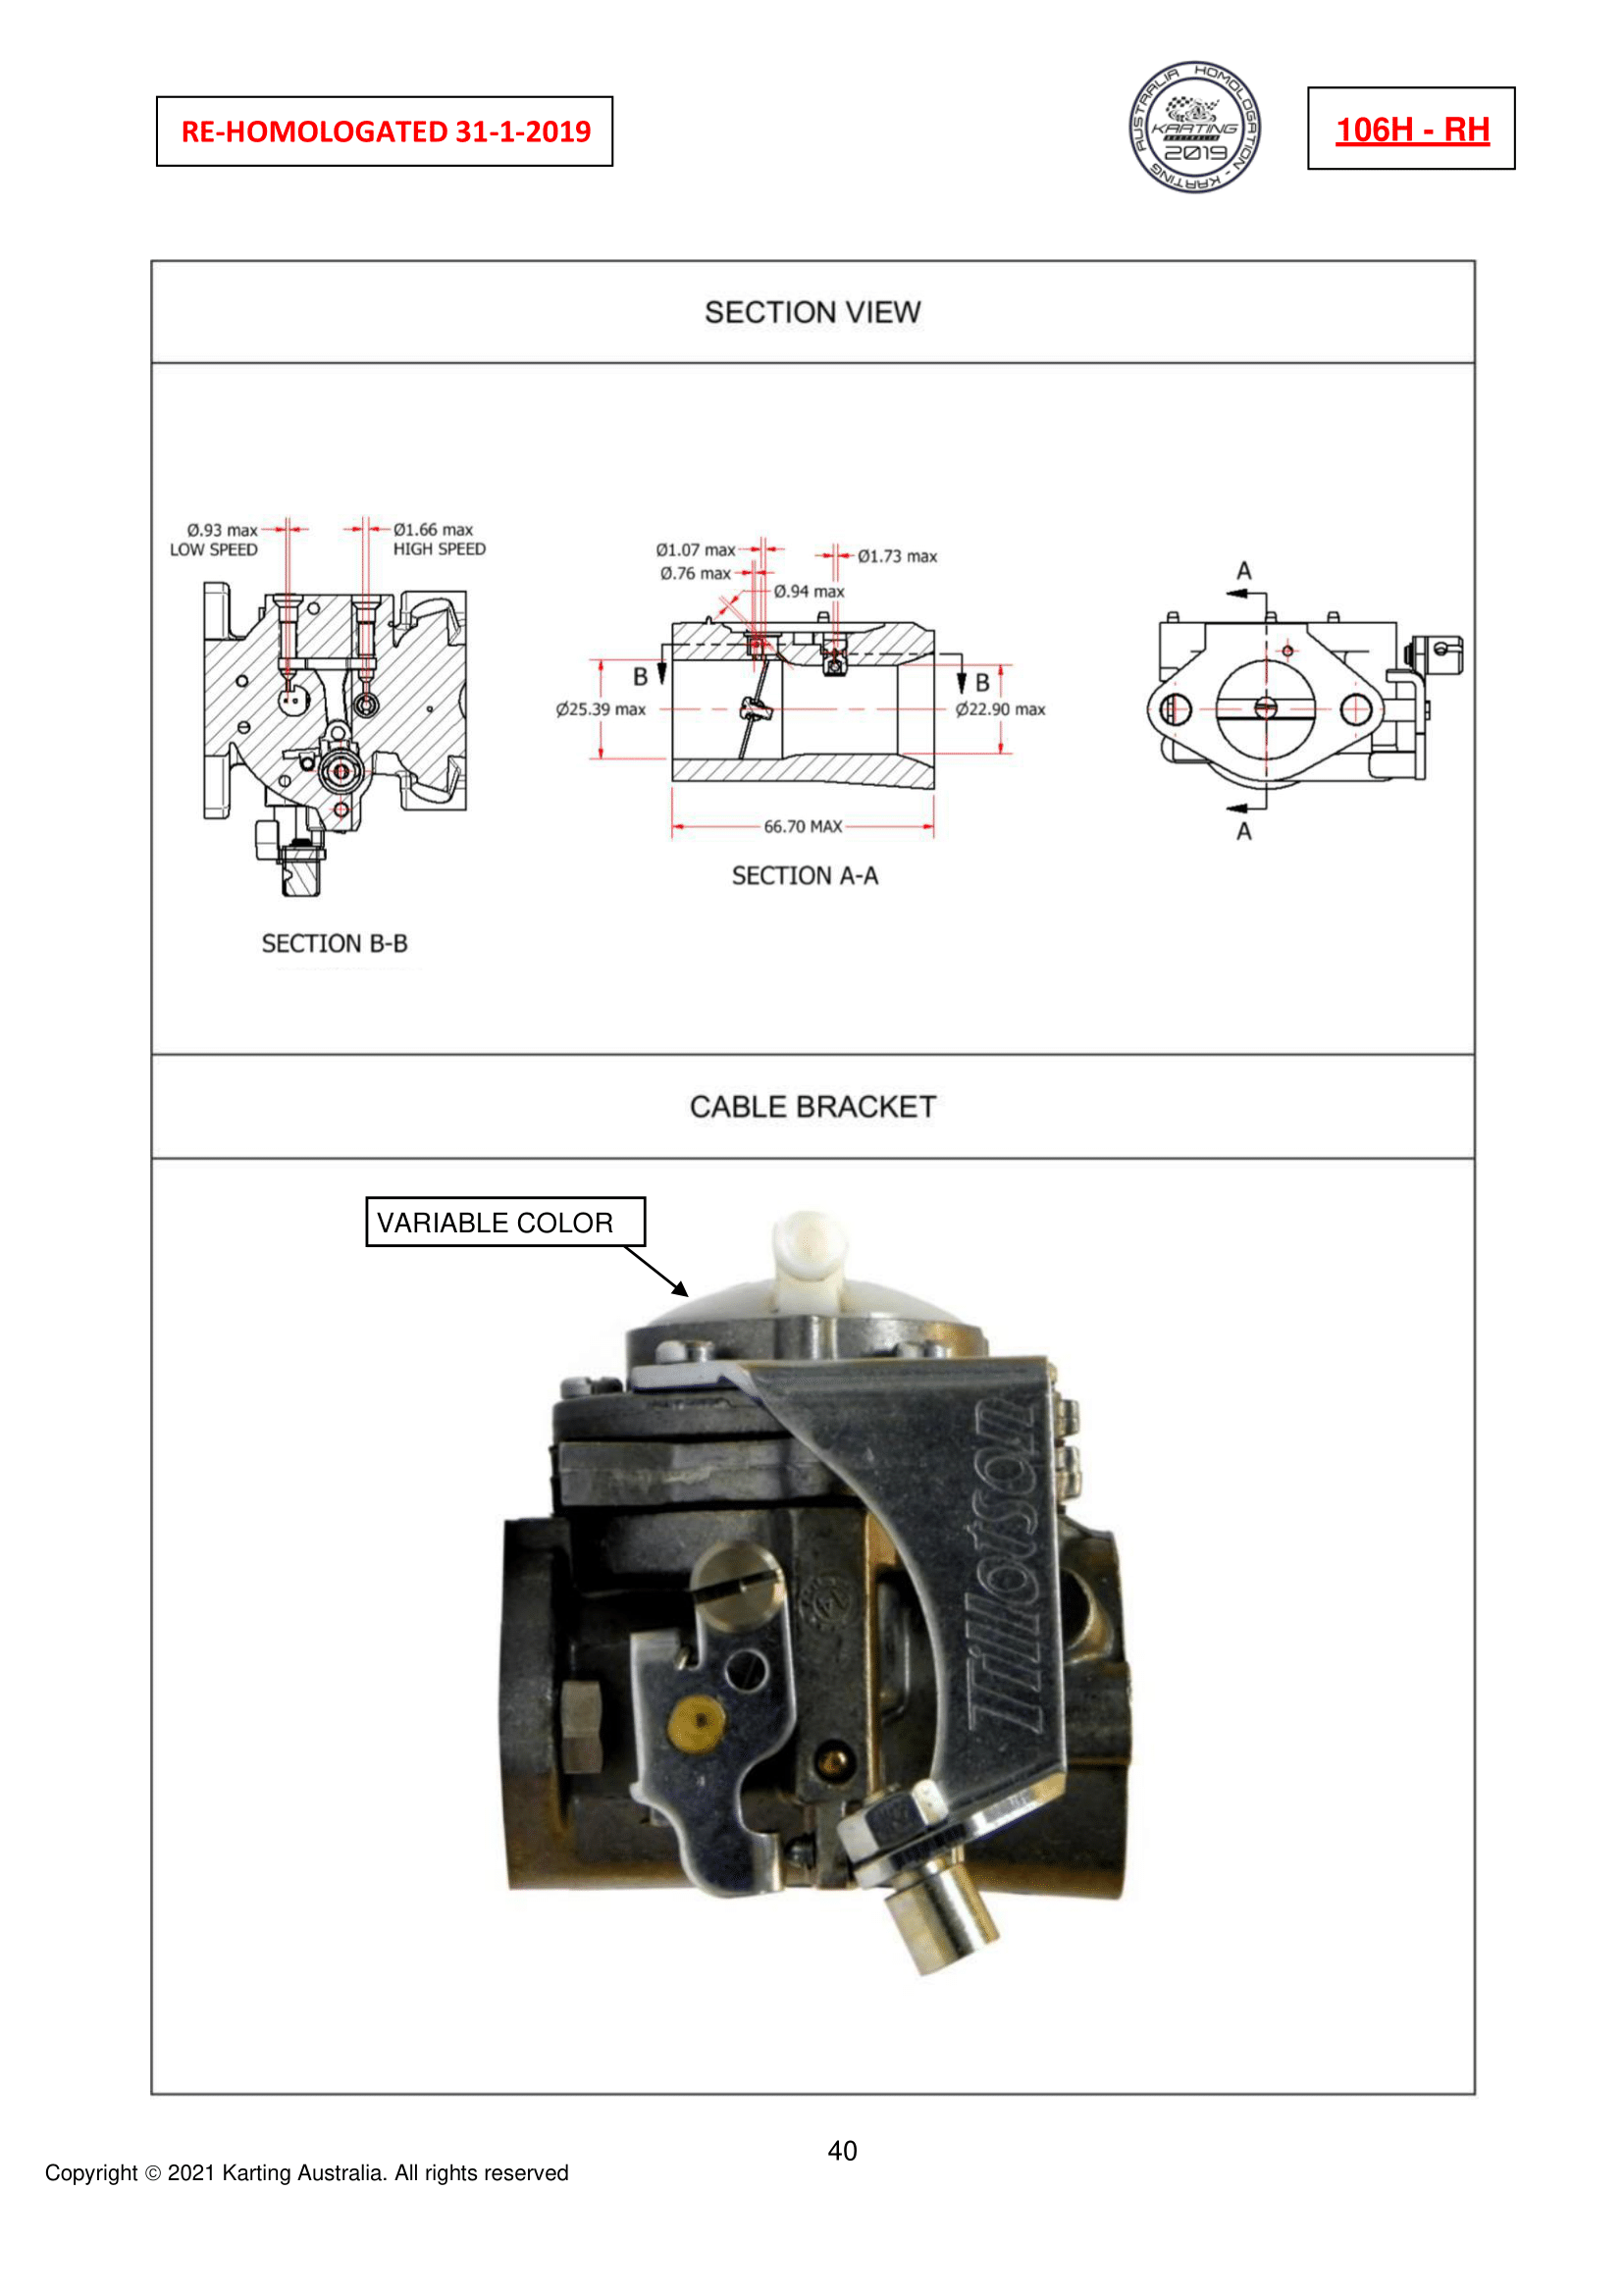 RE-HOMOLOGATED 31-1-2019
AUSTRALIA HOMOLOGATION - KARTING
KARTING
AUSTRALIA
2019
106H - RH
SECTION VIEW
Ø.93 max
LOW SPEED
Ø1.66 max
HIGH SPEED
SECTION B-B
Ø1.07 max
Ø.76 max
Ø.94 max
Ø1.73 max
B
B
Ø25.39 max
Ø22.90 max
66.70 MAX
SECTION A-A
A
A
CABLE BRACKET
VARIABLE COLOR
Tillotson
40
Copyright © 2021 Karting Australia. All rights reserved